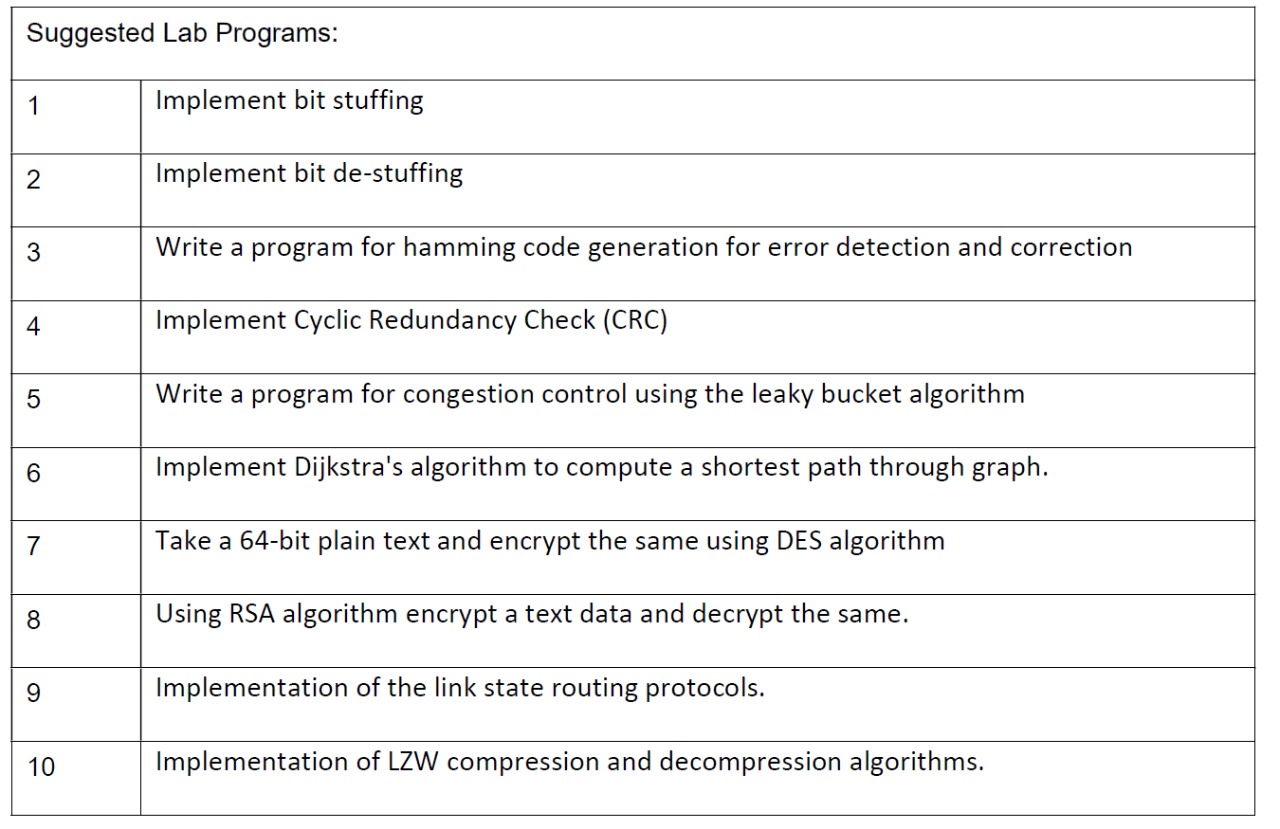 Suggested Lab Programs:
1 Implement bit stuffing
2 Implement bit de-stuffing
3 Write a program for hamming code generation for error detection and correction
4 Implement Cyclic Redundancy Check (CRC)
5 Write a program for congestion control using the leaky bucket algorithm
6 Implement Dijkstra's algorithm to compute a shortest path through graph.
7 Take a 64-bit plain text and encrypt the same using DES algorithm
8 Using RSA algorithm encrypt a text data and decrypt the same.
9 Implementation of the link state routing protocols.
10 Implementation of LZW compression and decompression algorithms.